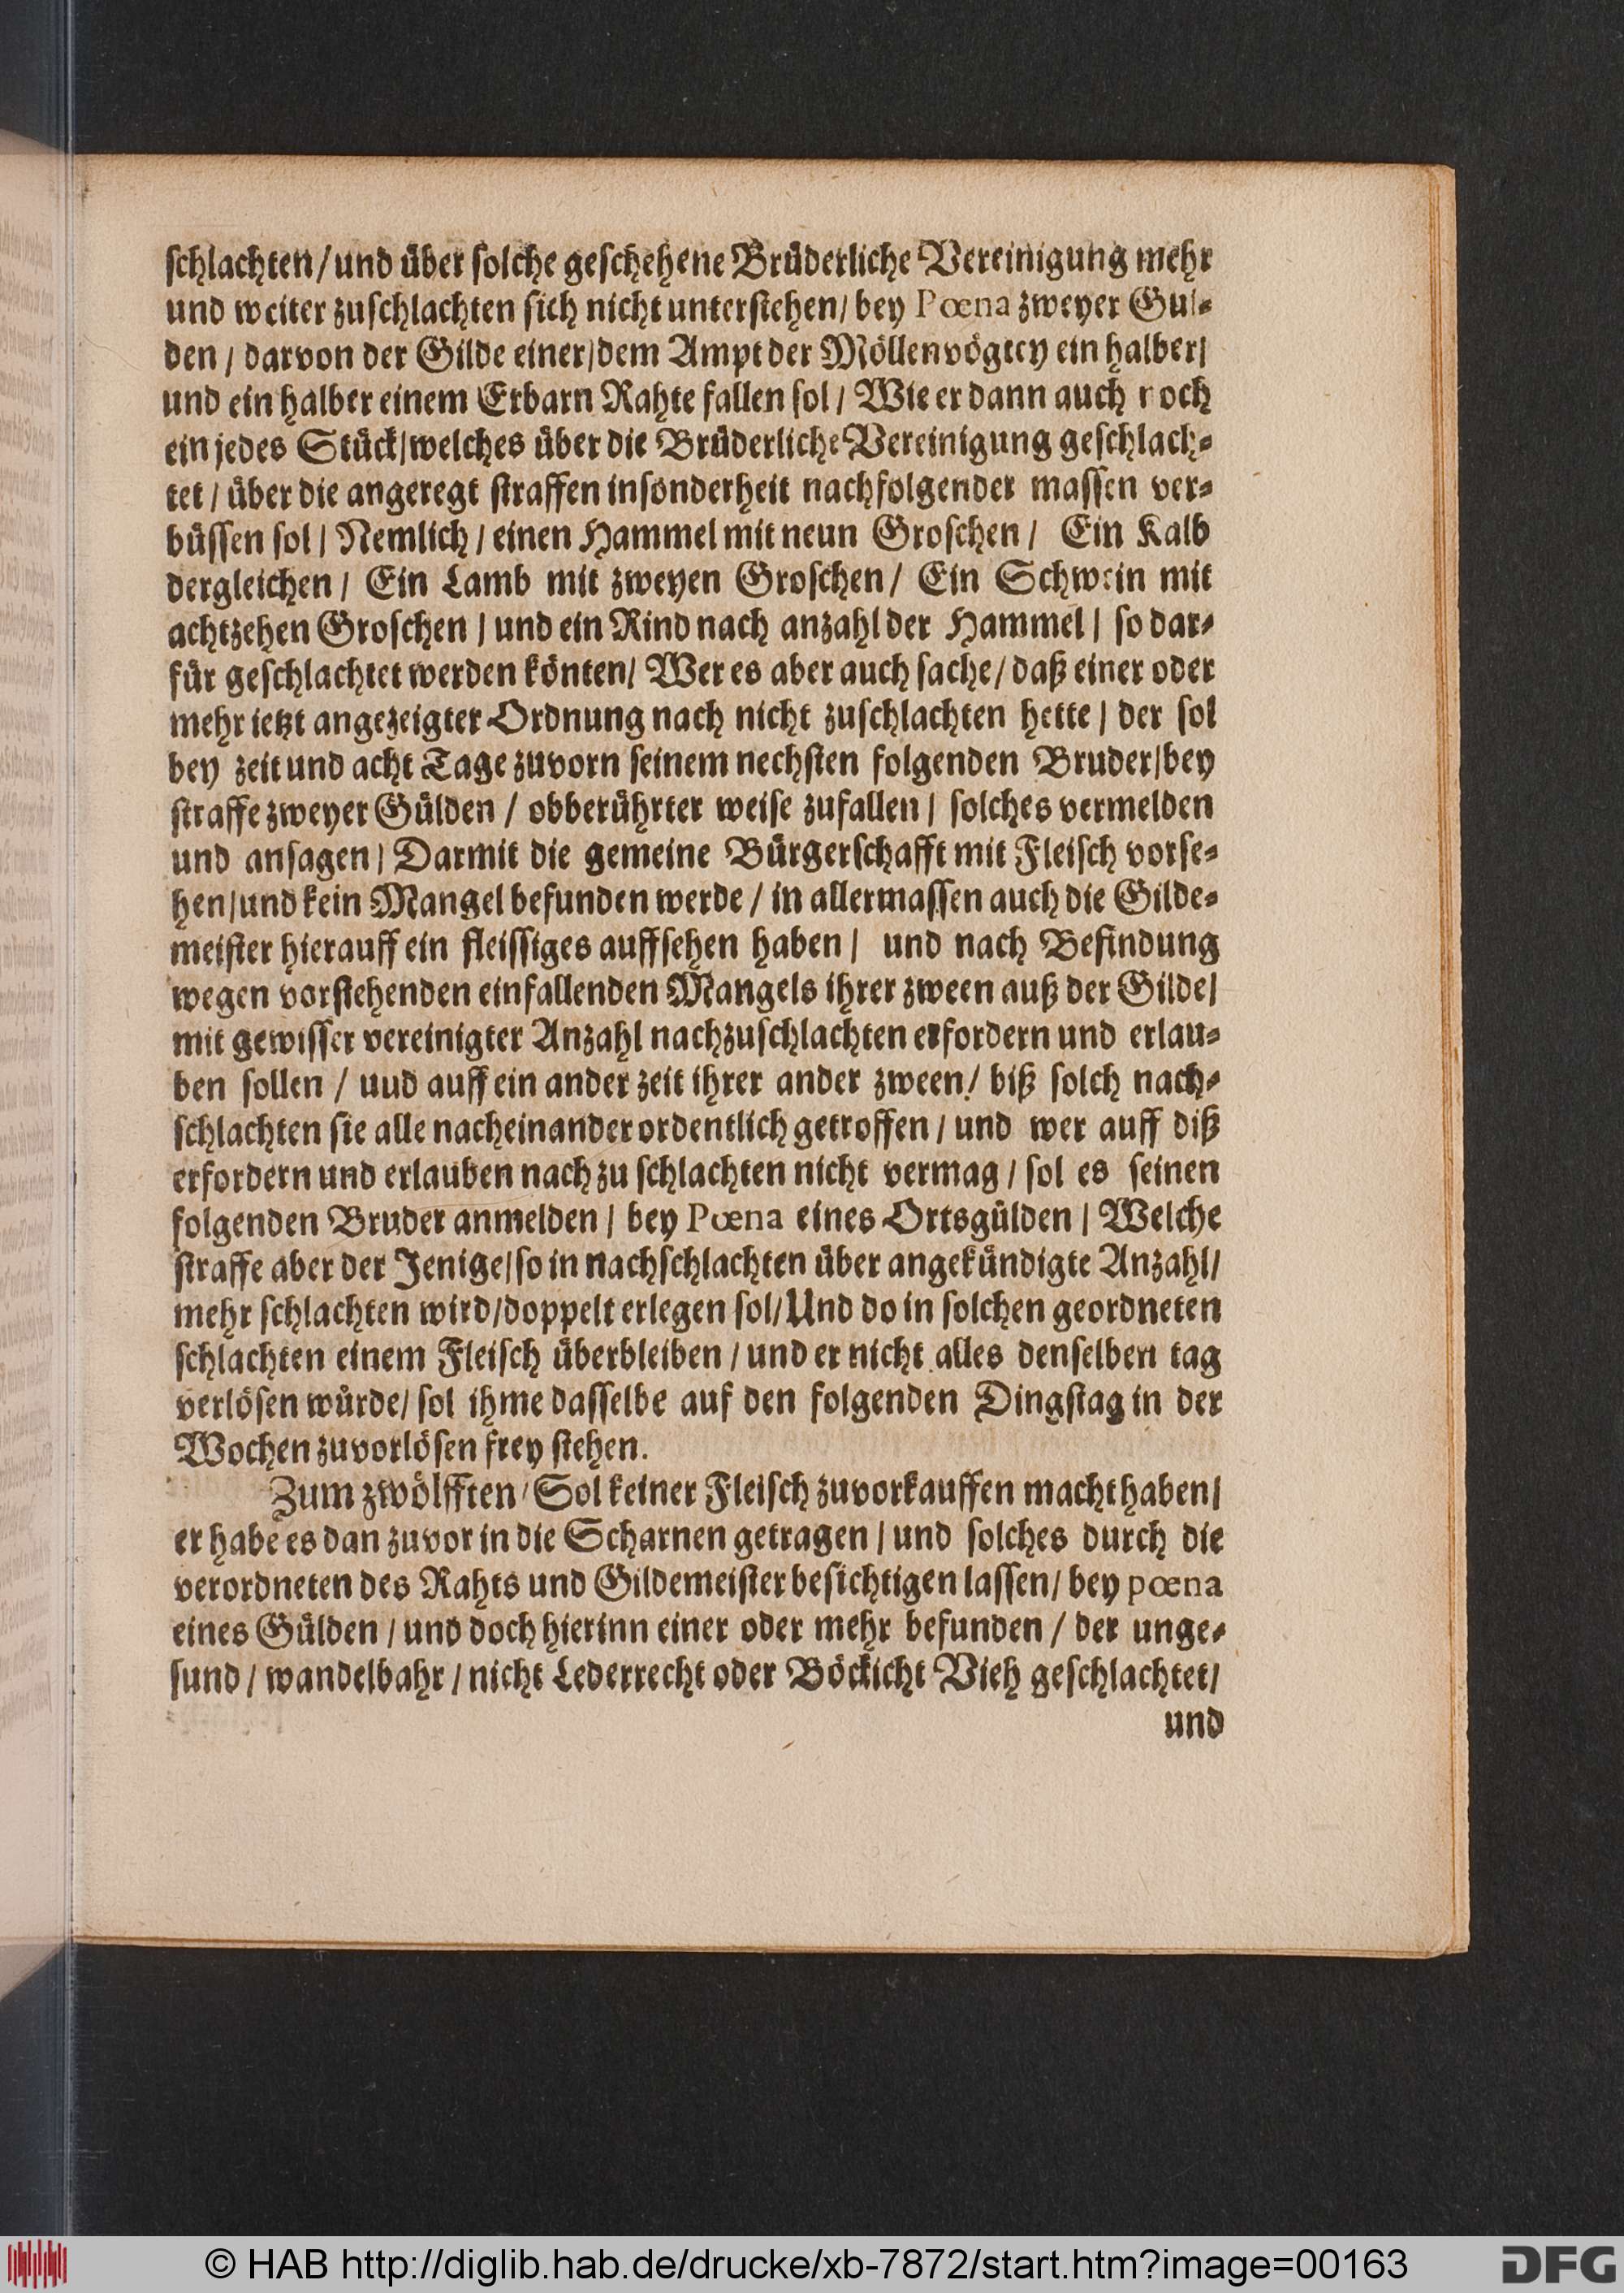 schlachten/ und über solche geschehene Brüderliche Vereinigung mehr
und weiter zuschlachten sich nicht unterstehen/ bey Pœna zweyer Gul-
den / darvon der Gilde einer/ dem Ampt der Möllenvögtey ein halber/
und ein halber einem Erbarn Rahte fallen sol / Wie er dann auch noch
ein jedes Stück/ welches über die Brüderliche Vereinigung geschlach-
tet / über die angeregt straffen insonderheit nachfolgender massen ver-
büssen sol / Nemlich / einen Hammel mit neun Groschen / Ein Kalb
dergleichen / Ein Lamb mit zweyen Groschen / Ein Schwein mit
achtzehen Groschen / und ein Rind nach anzahl der Hammel / so dar-
für geschlachtet werden könten/ Wer es aber auch sache/ daß einer oder
mehr ietzt angezeigter Ordnung nach nicht zuschlachten hette / der sol
bey zeit und acht Tage zuvorn seinem nechsten folgenden Bruder/ bey
straffe zweyer Gülden / obberührter weise zufallen / solches vermelden
und ansagen / Darmit die gemeine Bürgerschafft mit Fleisch vorse-
hen/ und kein Mangel befunden werde / in allermassen auch die Gilde-
meister hierauff ein fleissiges auffsehen haben / und nach Befindung
wegen vorstehenden einfallenden Mangels ihrer zween auß der Gilde/
mit gewisser vereinigter Anzahl nachzuschlachten erfordern und erlau-
ben sollen / uud auff ein ander zeit ihrer ander zween / biß solch nach-
schlachten sie alle nacheinander ordentlich getroffen / und wer auff diß
erfordern und erlauben nach zu schlachten nicht vermag / sol es seinen
folgenden Bruder anmelden / bey Pœna eines Ortsgülden / Welche
straffe aber der Jenige/ so in nachschlachten über angekündigte Anzahl/
mehr schlachten wird/ doppelt erlegen sol/ Und do in solchen geordneten
schlachten einem Fleisch überbleiben / und er nicht alles denselben tag
verlösen würde/ sol ihme dasselbe auf den folgenden Dingstag in der
Wochen zuvorlösen frey stehen.
Zum zwölfften/ Sol keiner Fleisch zuvorkauffen macht haben/
er habe es dan zuvor in die Scharnen getragen / und solches durch die
verordneten des Rahts und Gildemeister besichtigen lassen/ bey pœna
eines Gülden / und doch hierinn einer oder mehr befunden / der unge-
sund / wandelbahr / nicht Lederrecht oder Böckicht Vieh geschlachtet/
und
© HAB http://diglib.hab.de/drucke/xb-7872/start.htm?image=00163
DFG